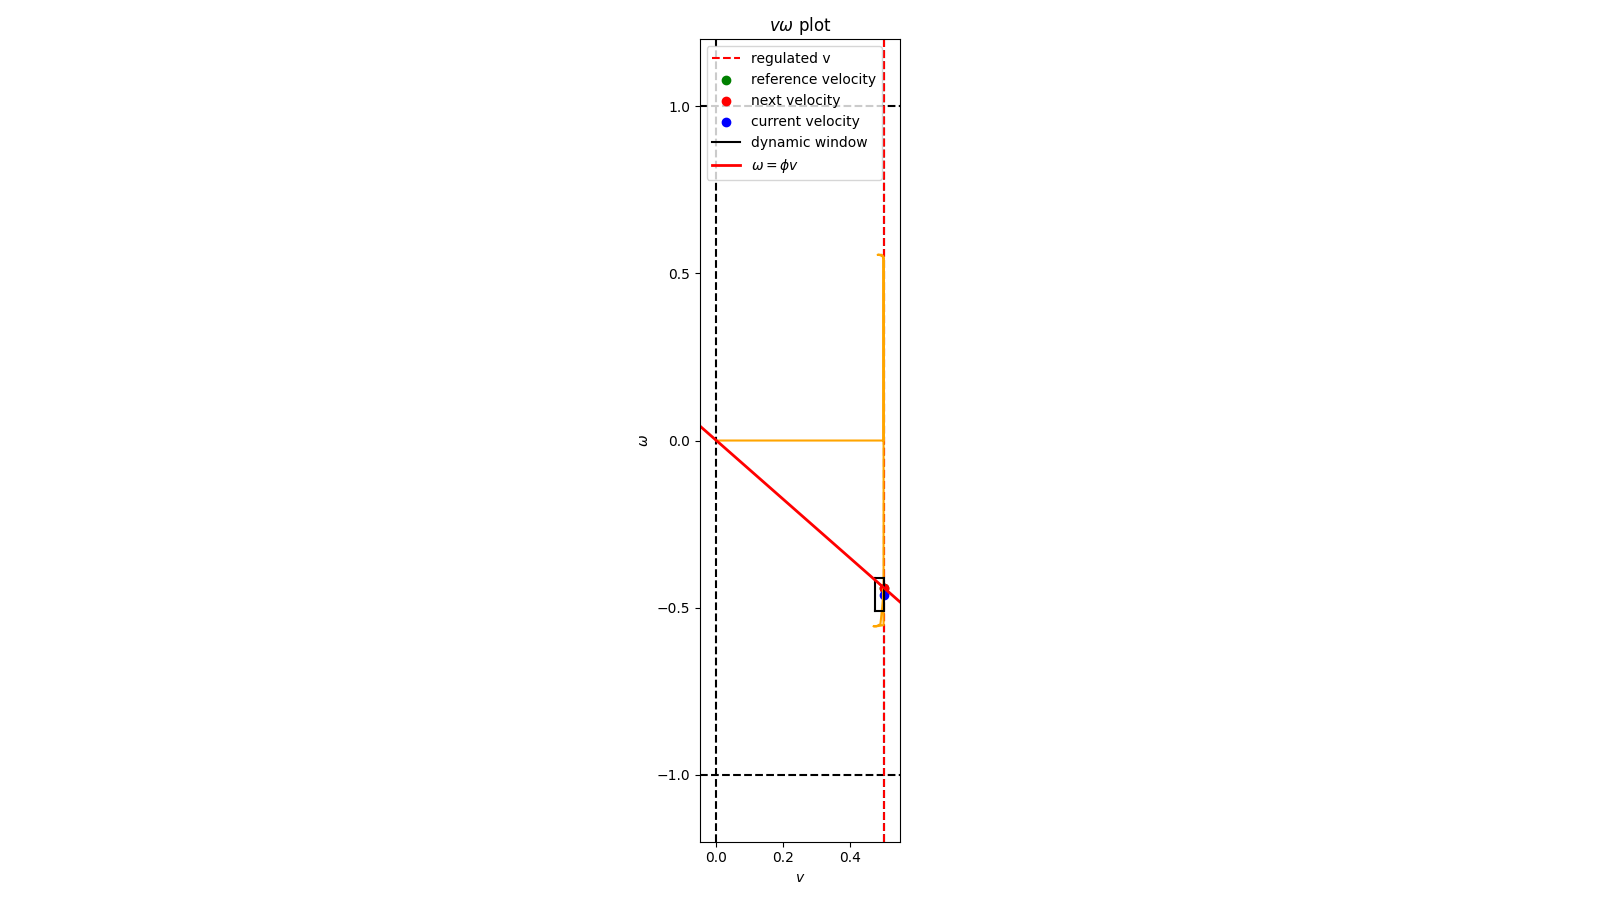 vω plot
regulated v
reference velocity
next velocity
current velocity
dynamic window
ω = ϕv
1.0
0.5
0.0
−0.5
−1.0
ω
0.0 0.2 0.4
v